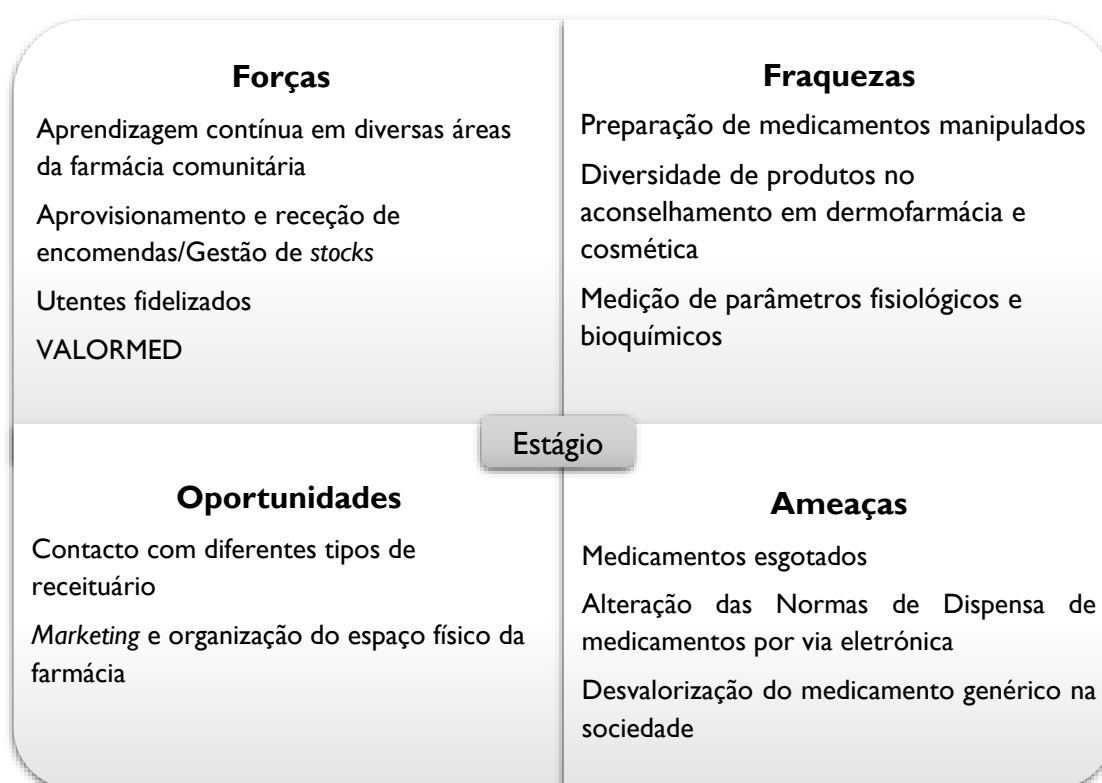 Forças
Aprendizagem contínua em diversas áreas
da farmácia comunitária
Aprovisionamento e receção de
encomendas/Gestão de stocks
Utentes fidelizados
VALORMED
Fraquezas
Preparação de medicamentos manipulados
Diversidade de produtos no
aconselhamento em dermofarmácia e
cosmética
Medição de parâmetros fisiológicos e
bioquímicos
Estágio
Oportunidades
Contacto com diferentes tipos de
receituário
Marketing e organização do espaço físico da
farmácia
Ameaças
Medicamentos esgotados
Alteração das Normas de Dispensa de
medicamentos por via eletrónica
Desvalorização do medicamento genérico na
sociedade